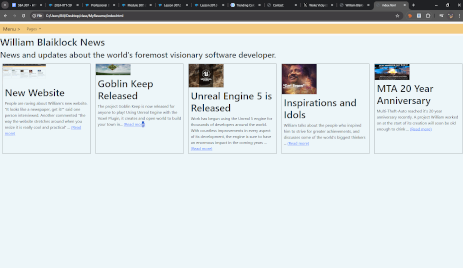 Menu
William Blaiklock News
News and updates about the world's foremost visionary software developer.
New Website
People are raving about William's new website.
"It looks like a newspaper, get it?" said one
person interviewed. Another commented "by
the way the website stretches around when you
resize it is really cool and practical" ... (Read
more)
Goblin Keep
Released
The project Goblin Keep is now released for
anyone to play! Using Unreal Engine with the
Voxel Plugin, it creates and open world to build
your town in... (Read more)
Unreal Engine 5 is
Released
Work has begun using the Unreal 5 engine for
thousands of developers around the world.
With countless improvements in every aspect
of its development, the engine is sure to have
an enormous impact to the coming years ...
(Read more)
Inspirations and
Idols
William talks about the people who inspired
him to strive for greater achievements, and
discusses some of the world's biggest thinkers
... (Read more)
MTA 20 Year
Anniversary
Multi Theft Auto reached its 20 year
anniversary recently. A project William worked
on at the start of its creation will soon be old
enough to drink... (Read more)